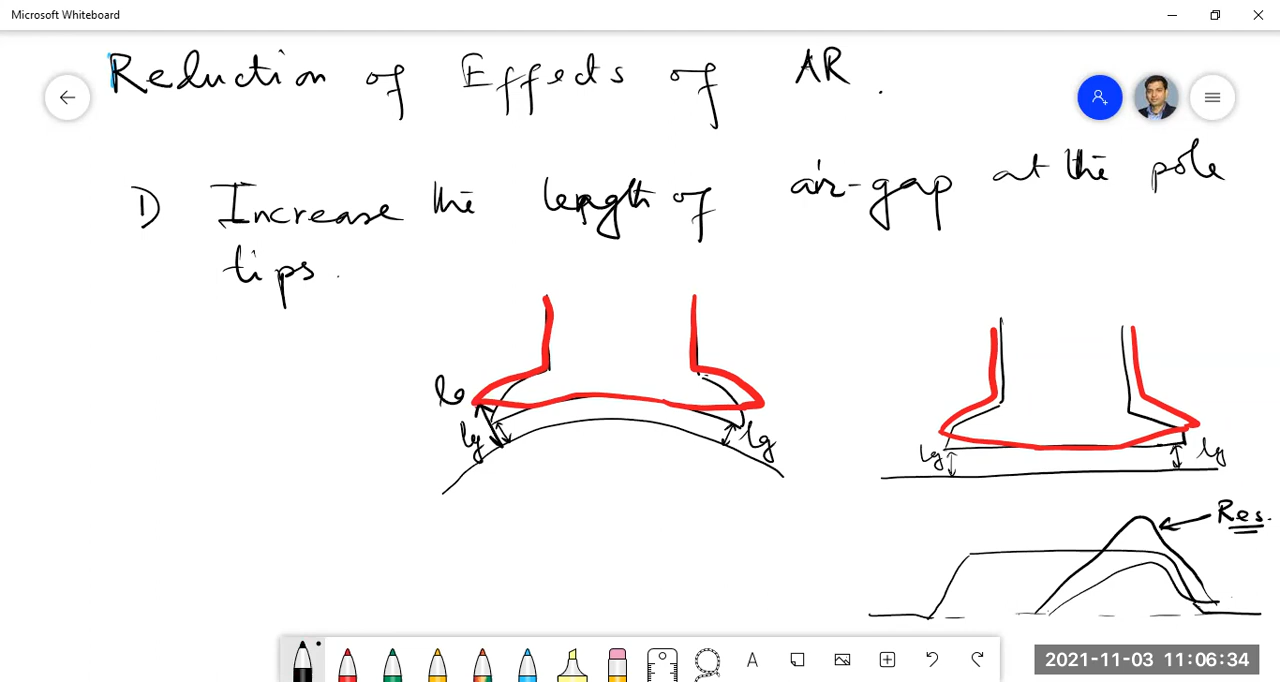 Microsoft Whiteboard
Reduction of Effects of AR.
1) Increase the length of air-gap at the pole
tips.
lo
lg
lg
lg
lg
Res.
A
2021-11-03 11:06:34